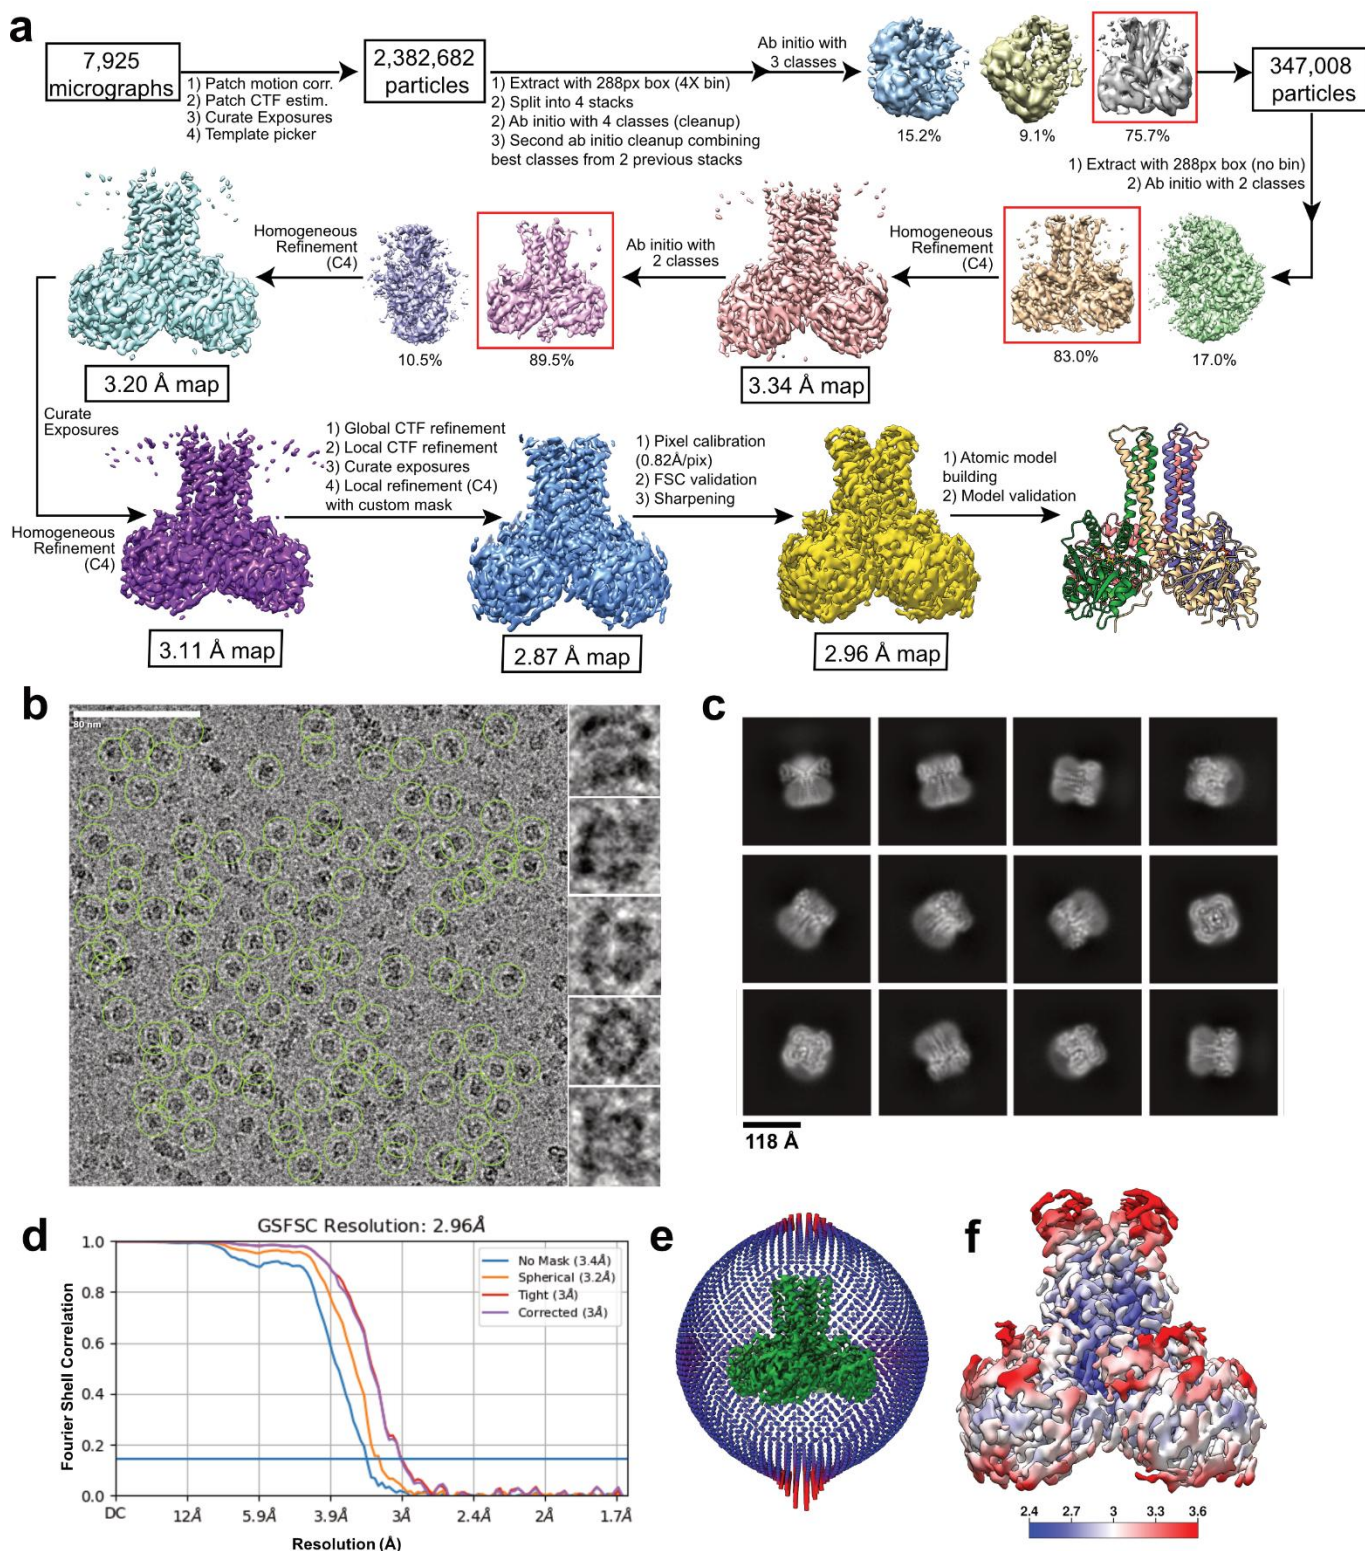 a
7,925
micrographs
1) Patch motion corr.
2) Patch CTF estim.
3) Curate Exposures
4) Template picker
2,382,682
particles
1) Extract with 288px box (4X bin)
2) Split into 4 stacks
2) Ab initio with 4 classes (cleanup)
3) Second ab initio cleanup combining
best classes from 2 previous stacks
Ab initio with
3 classes
15.2%
9.1%
75.7%
347,008
particles
1) Extract with 288px box (no bin)
2) Ab initio with 2 classes
17.0%
83.0%
Homogeneous
Refinement
(C4)
3.34 Å map
Ab initio with
2 classes
89.5%
10.5%
Homogeneous
Refinement
(C4)
3.20 Å map
Curate
Exposures
Homogeneous
Refinement
(C4)
3.11 Å map
1) Global CTF refinement
2) Local CTF refinement
3) Curate exposures
4) Local refinement (C4)
with custom mask
2.87 Å map
1) Pixel calibration
(0.82Å/pix)
2) FSC validation
3) Sharpening
2.96 Å map
1) Atomic model
building
2) Model validation
b
80 nm
c
118 Å
d
GSFSC Resolution: 2.96Å
Fourier Shell Correlation
1.0
0.8
0.6
0.4
0.2
0.0
No Mask (3.4Å)
Spherical (3.2Å)
Tight (3Å)
Corrected (3Å)
DC
12Å
5.9Å
3.9Å
3Å
2.4Å
2Å
1.7Å
Resolution (Å)
e
f
2.4
2.7
3
3.3
3.6